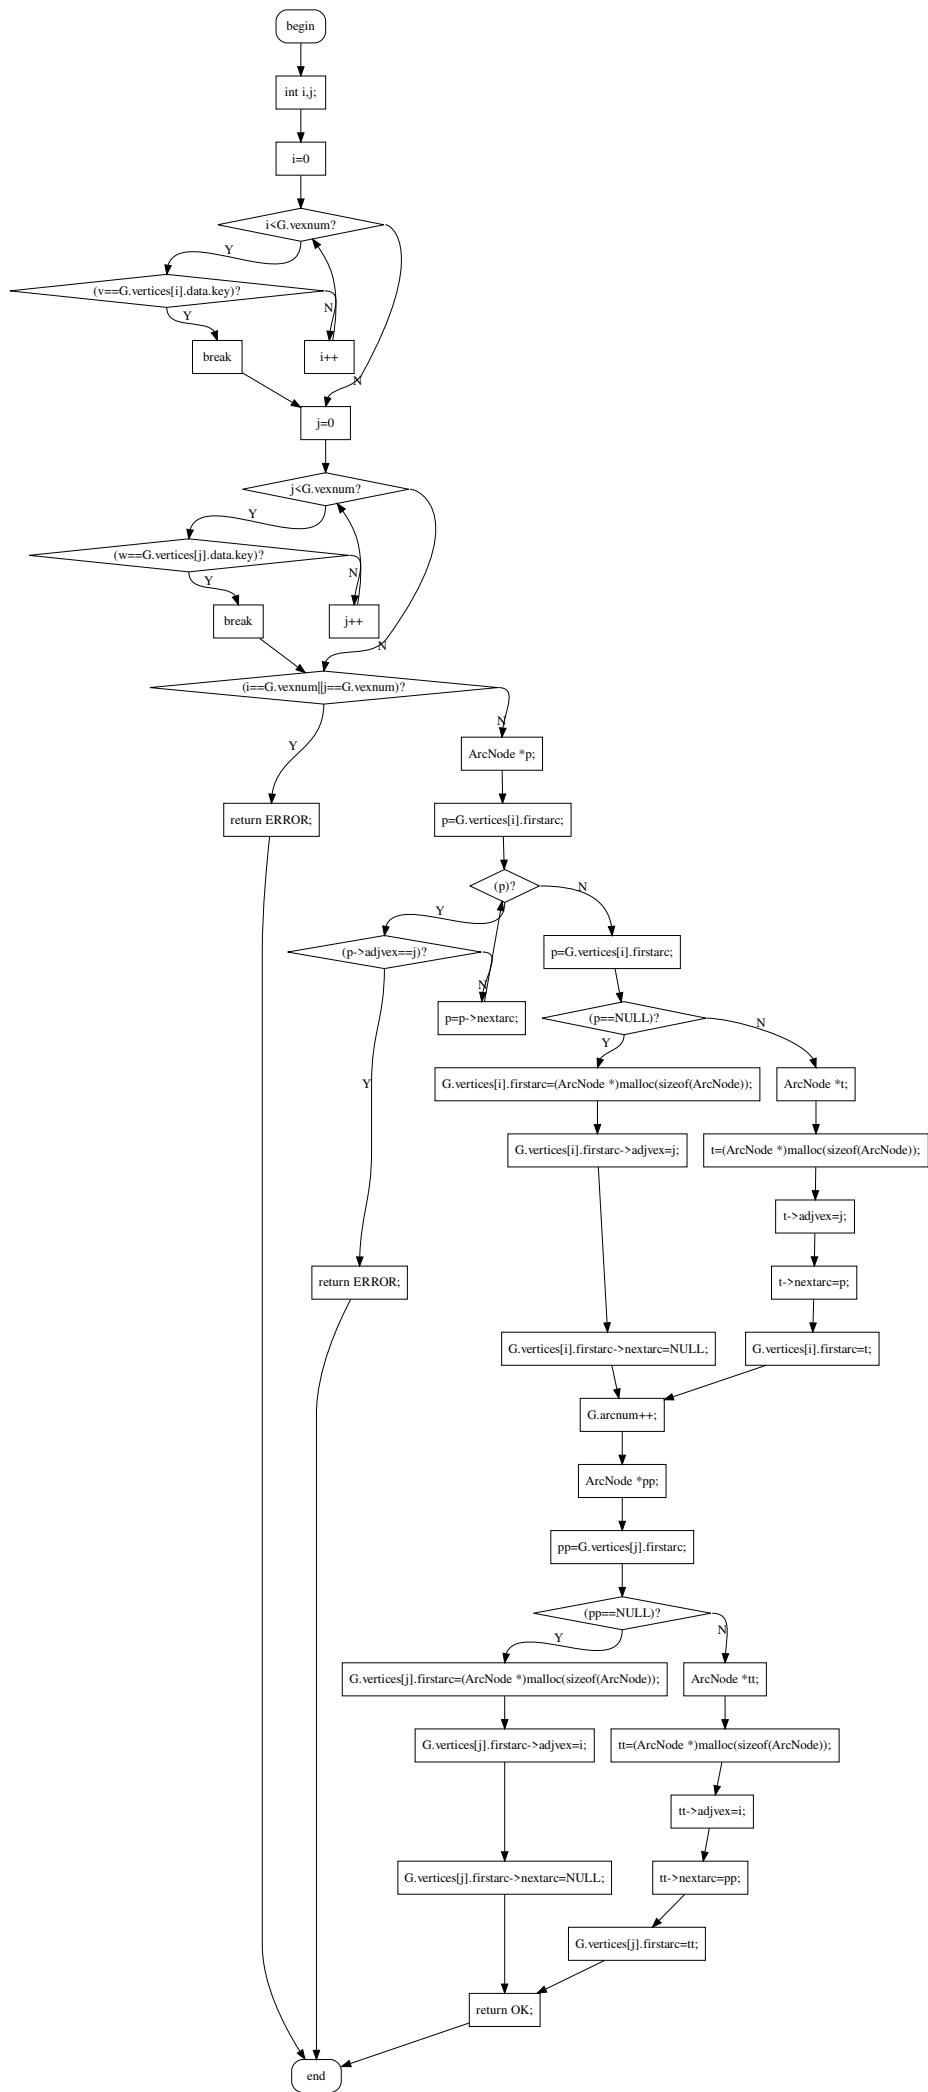 begin
int i,j;
i=0
i<G.vexnum?
Y
(v==G.vertices[i].data.key)?
N
Y
break
i++
N
j=0
j<G.vexnum?
Y
(w==G.vertices[j].data.key)?
N
Y
break
j++
N
(i==G.vexnum||j==G.vexnum)?
N
Y
ArcNode *p;
return ERROR;
p=G.vertices[i].firstarc;
(p)?
N
Y
(p->adjvex==j)?
p=G.vertices[i].firstarc;
N
p=p->nextarc;
(p==NULL)?
N
Y
Y
G.vertices[i].firstarc=(ArcNode *)malloc(sizeof(ArcNode));
ArcNode *t;
G.vertices[i].firstarc->adjvex=j;
t=(ArcNode *)malloc(sizeof(ArcNode));
t->adjvex=j;
return ERROR;
t->nextarc=p;
G.vertices[i].firstarc->nextarc=NULL;
G.vertices[i].firstarc=t;
G.arcnum++;
ArcNode *pp;
pp=G.vertices[j].firstarc;
(pp==NULL)?
N
Y
G.vertices[j].firstarc=(ArcNode *)malloc(sizeof(ArcNode));
ArcNode *tt;
G.vertices[j].firstarc->adjvex=i;
tt=(ArcNode *)malloc(sizeof(ArcNode));
tt->adjvex=i;
G.vertices[j].firstarc->nextarc=NULL;
tt->nextarc=pp;
G.vertices[j].firstarc=tt;
return OK;
end